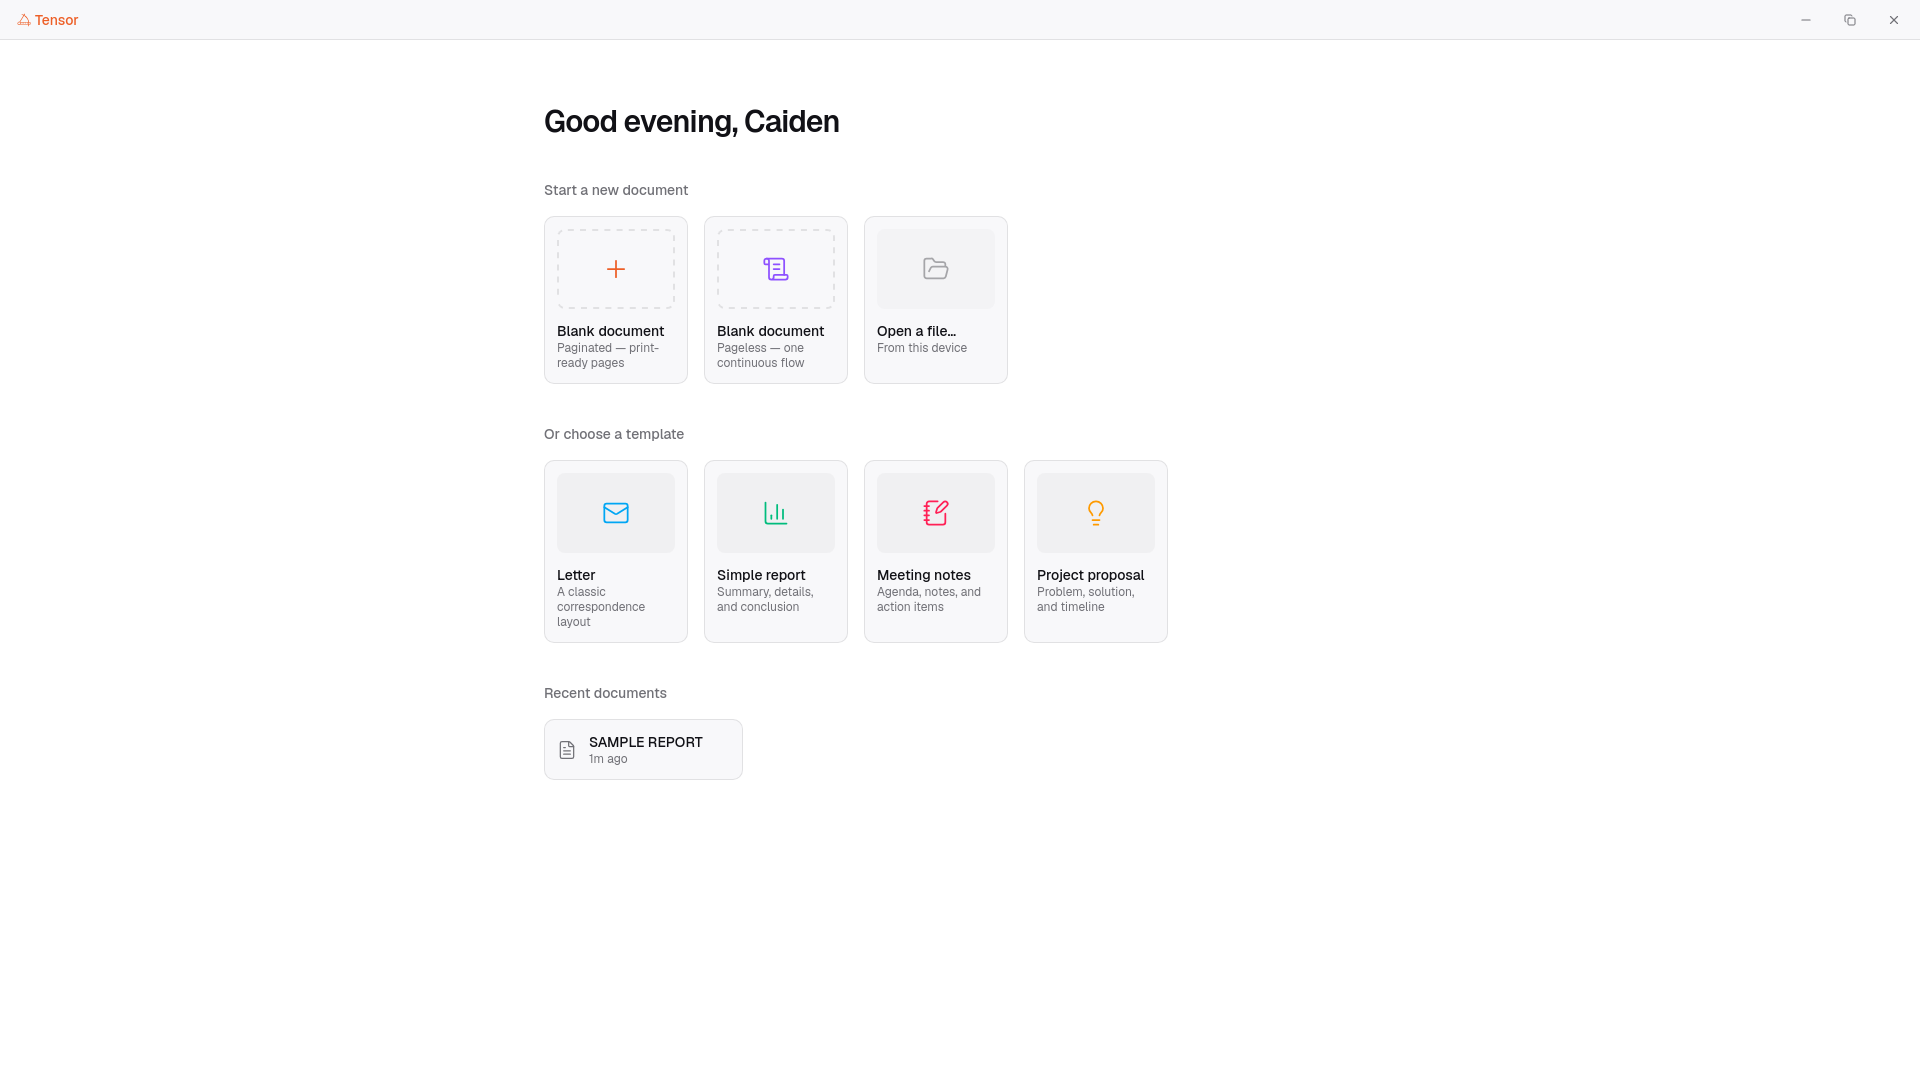 Tensor
Good evening, Caiden
Start a new document
Blank document
Paginated — print-
ready pages
Blank document
Pageless — one
continuous flow
Open a file...
From this device
Or choose a template
Letter
A classic
correspondence
layout
Simple report
Summary, details,
and conclusion
Meeting notes
Agenda, notes, and
action items
Project proposal
Problem, solution,
and timeline
Recent documents
SAMPLE REPORT
1m ago